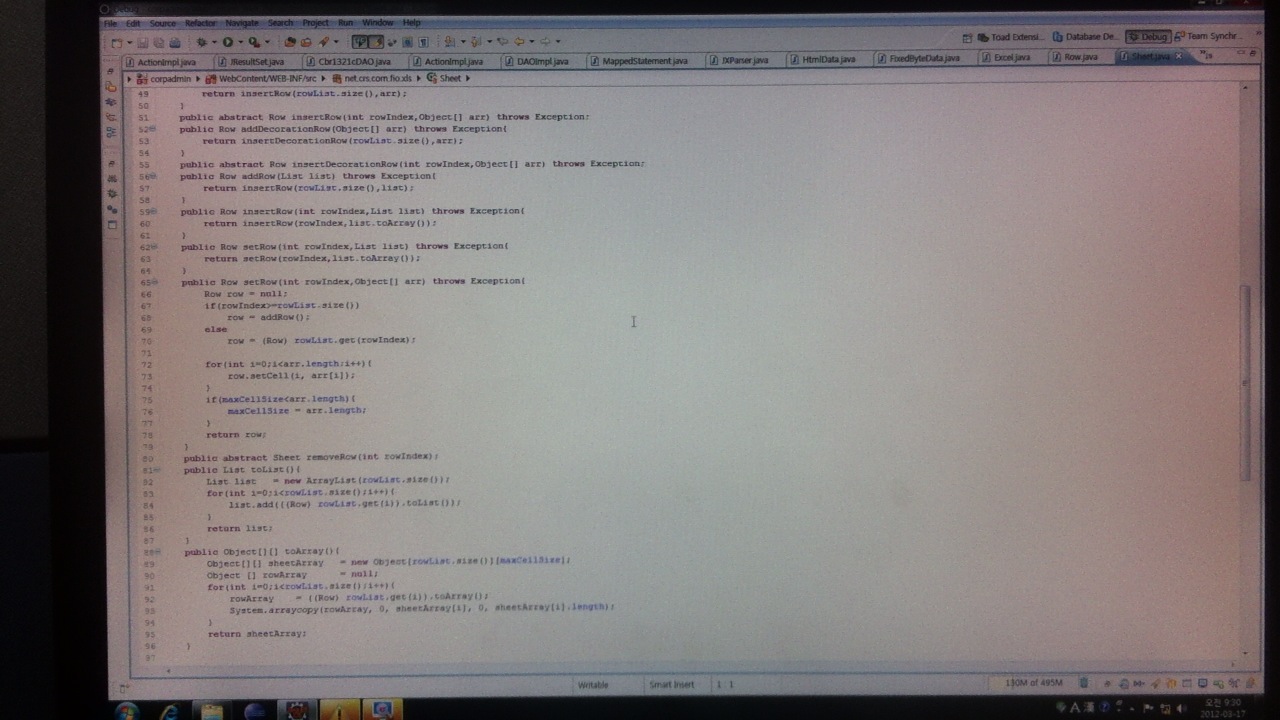 Debug
File Edit Source Refactor Navigate Search Project Run Window Help
Toad Extensi... Database De... Debug Team Synchr...
ActionImpl.java JResultSet.java Cbr1321cDAO.java ActionImpl.java DAOImpl.java MappedStatement.java JXParser.java HtmlData.java FixedByteData.java Excel.java Row.java Sheet.java
corpadmin WebContent/WEB-INF/src net.crs.com.fio.xls Sheet
49 return insertRow(rowList.size(),arr);
50 }
51 public abstract Row insertRow(int rowIndex,Object[] arr) throws Exception;
52 public Row addDecorationRow(Object[] arr) throws Exception{
53 return insertDecorationRow(rowList.size(),arr);
54 }
55 public abstract Row insertDecorationRow(int rowIndex,Object[] arr) throws Exception;
56 public Row addRow(List list) throws Exception{
57 return insertRow(rowList.size(),list);
58 }
59 public Row insertRow(int rowIndex,List list) throws Exception{
60 return insertRow(rowIndex,list.toArray());
61 }
62 public Row setRow(int rowIndex,List list) throws Exception{
63 return setRow(rowIndex,list.toArray());
64 }
65 public Row setRow(int rowIndex,Object[] arr) throws Exception{
66 Row row = null;
67 if(rowIndex>=rowList.size())
68 row = addRow();
69 else
70 row = (Row) rowList.get(rowIndex);
71
72 for(int i=0;i<arr.length;i++){
73 row.setCell(i, arr[i]);
74 }
75 if(maxCellSize<arr.length){
76 maxCellSize = arr.length;
77 }
78 return row;
79 }
80 public abstract Sheet removeRow(int rowIndex);
81 public List toList(){
82 List list = new ArrayList(rowList.size());
83 for(int i=0;i<rowList.size();i++){
84 list.add(((Row) rowList.get(i)).toList());
85 }
86 return list;
87 }
88 public Object[][] toArray(){
89 Object[][] sheetArray = new Object[rowList.size()][maxCellSize];
90 Object [] rowArray = null;
91 for(int i=0;i<rowList.size();i++){
92 rowArray = ((Row) rowList.get(i)).toArray();
93 System.arraycopy(rowArray, 0, sheetArray[i], 0, sheetArray[i].length);
94 }
95 return sheetArray;
96 }
97
Writable Smart Insert 1 : 1 130M of 495M
A 漢
오전 9:30
2012-03-17